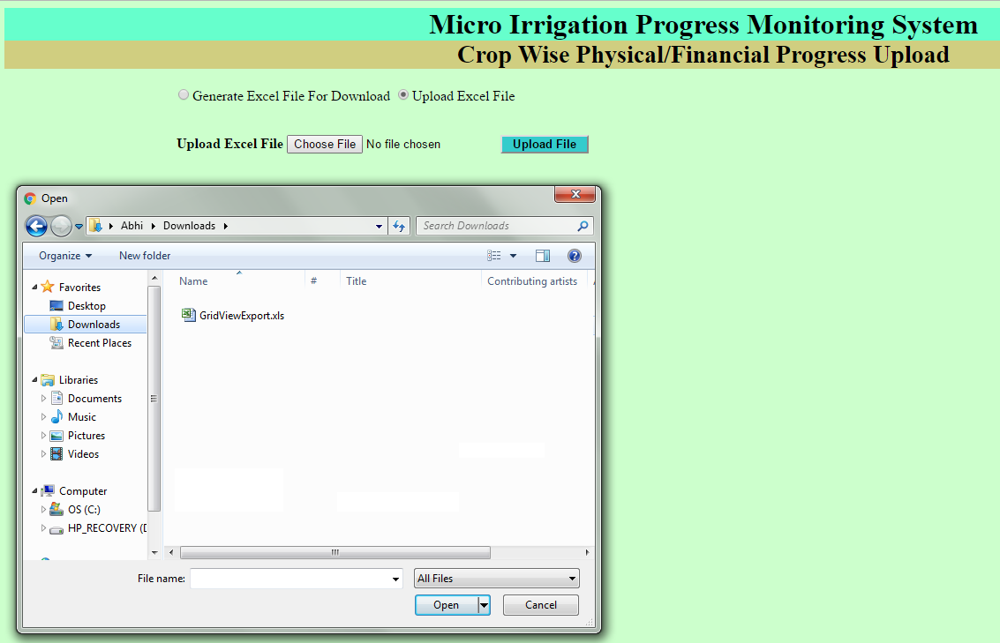 Micro Irrigation Progress Monitoring System
Crop Wise Physical/Financial Progress Upload
Generate Excel File For Download Upload Excel File
Upload Excel File Choose File No file chosen Upload File
Open
Abhi Downloads Search Downloads
Organize New folder
Name # Title Contributing artists
Favorites
Desktop
Downloads
Recent Places
Libraries
Documents
Music
Pictures
Videos
Computer
OS (C:)
HP_RECOVERY (D
GridViewExport.xls
File name: All Files
Open Cancel